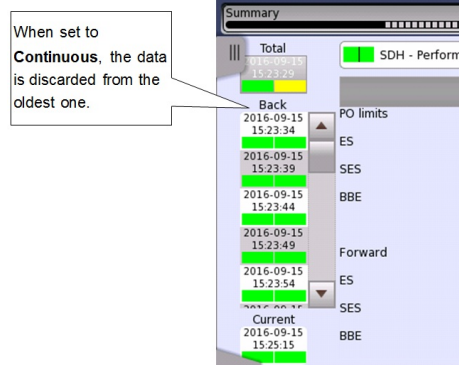 When set to
Continuous, the data
is discarded from the
oldest one.
Summary
Total
2016-09-15
15:23:29
Back
2016-09-15
15:23:34
2016-09-15
15:23:39
2016-09-15
15:23:44
2016-09-15
15:23:49
2016-09-15
15:23:54
Current
2016-09-15
15:25:15
SDH - Perform
PO limits
ES
SES
BBE
Forward
ES
SES
BBE